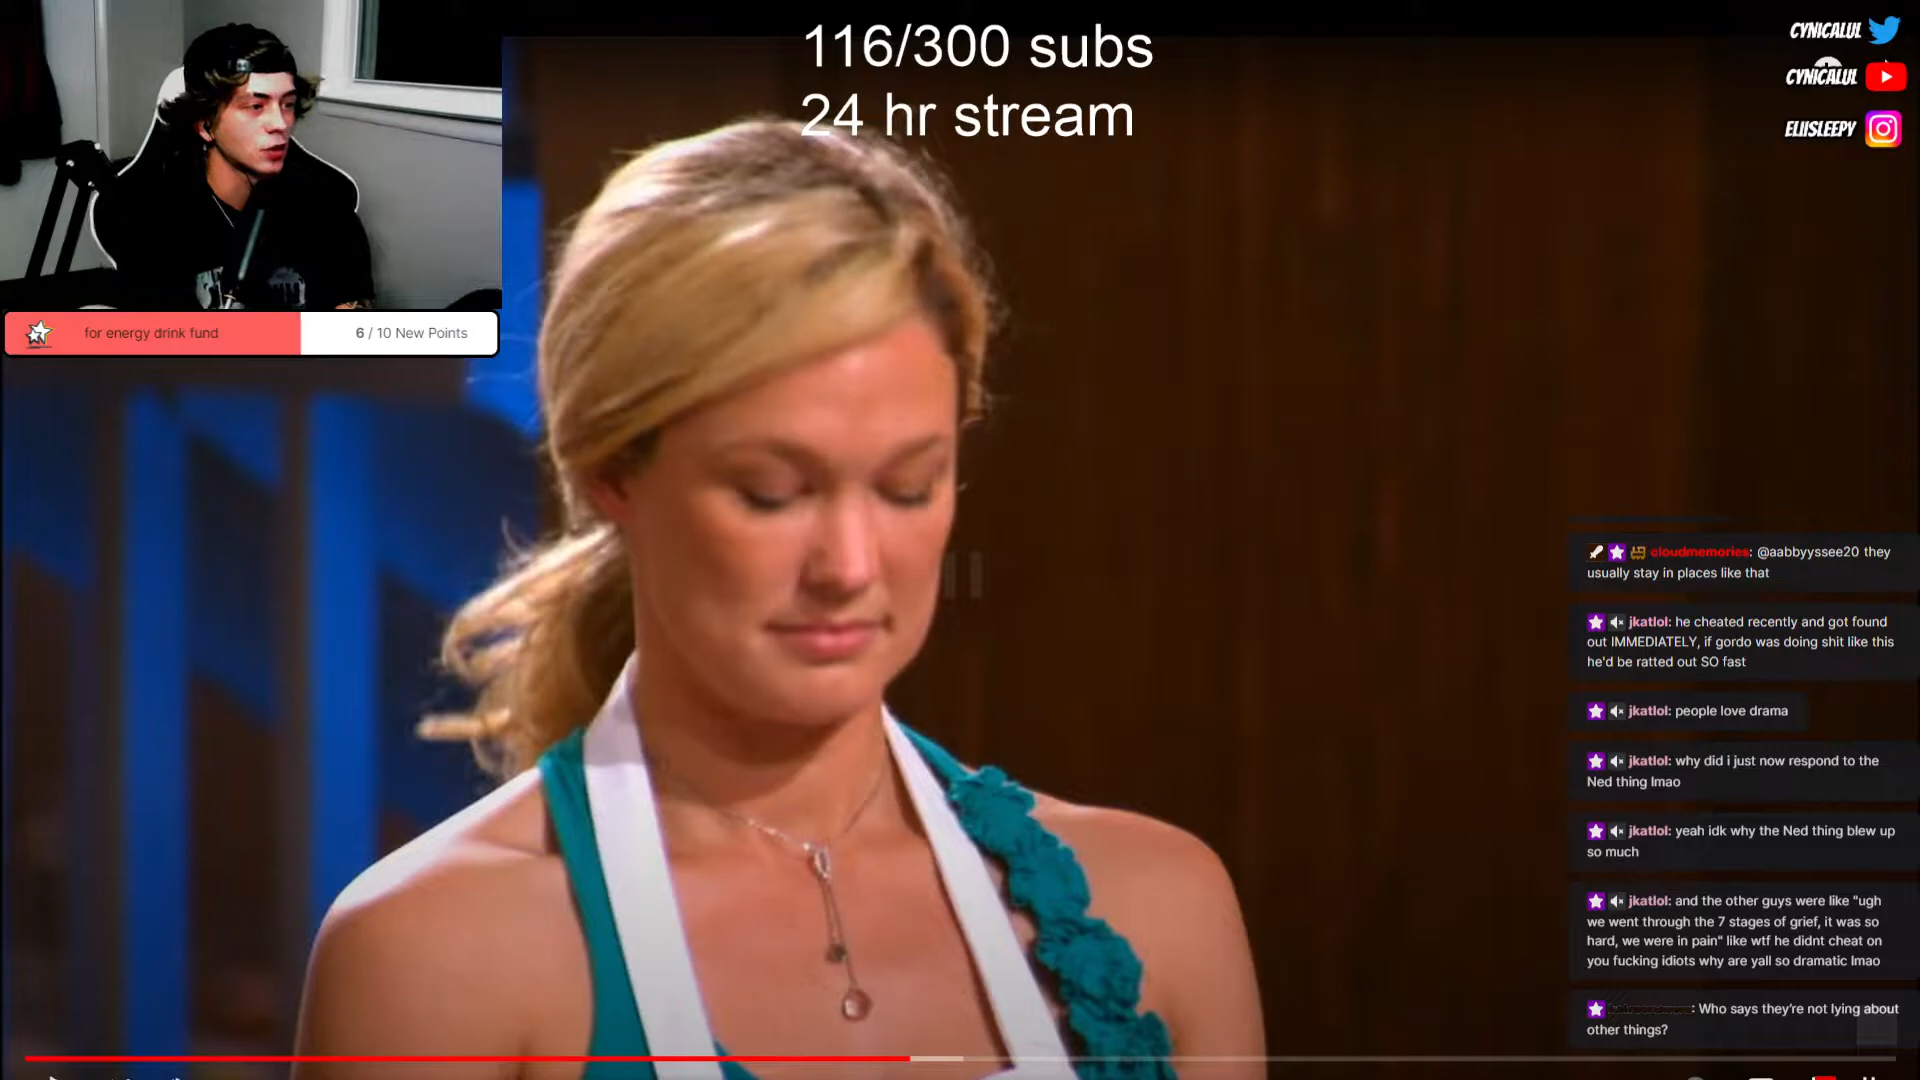 116/300 subs
24 hr stream
CYNICALUL
CYNICALUL
ELIISLEEPY
for energy drink fund
6 / 10 New Points
cloudmemories: @aabbyyssee20 they
usually stay in places like that
jkatlol: he cheated recently and got found
out IMMEDIATELY, if gordo was doing shit like this
he'd be ratted out SO fast
jkatlol: people love drama
jkatlol: why did i just now respond to the
Ned thing lmao
jkatlol: yeah idk why the Ned thing blew up
so much
jkatlol: and the other guys were like "ugh
we went through the 7 stages of grief, it was so
hard, we were in pain" like wtf he didnt cheat on
you fucking idiots why are yall so dramatic lmao
: Who says they're not lying about
other things?